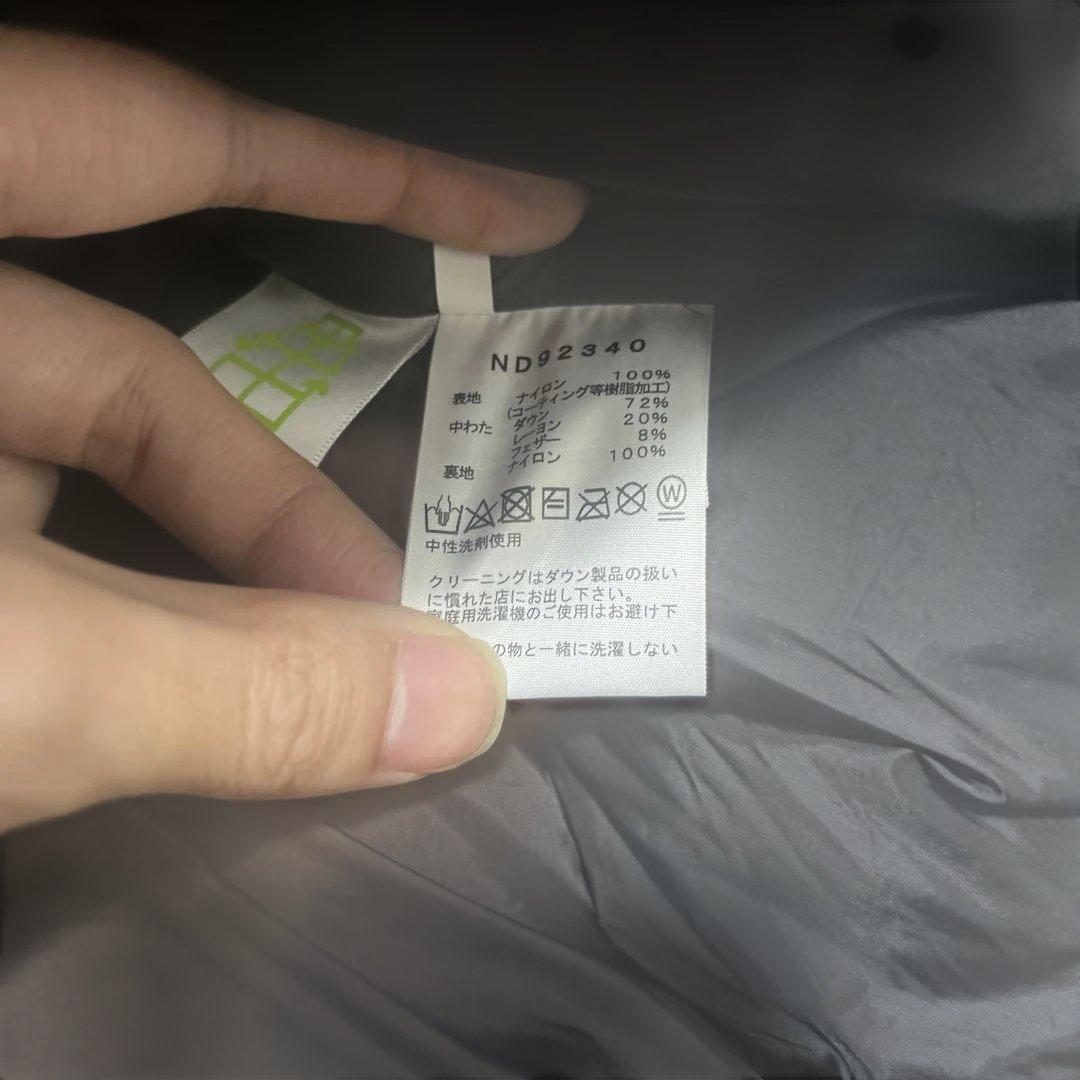 ND92340
表地 ナイロン 100%
(コーティング等樹脂加工)
中わた ダウン 72%
レーヨン 20%
フェザー 8%
裏地 ナイロン 100%
W
中性洗剤使用
クリーニングはダウン製品の扱い
に慣れた店にお出し下さい。
家庭用洗濯機のご使用はお避け下
の物と一緒に洗濯しない